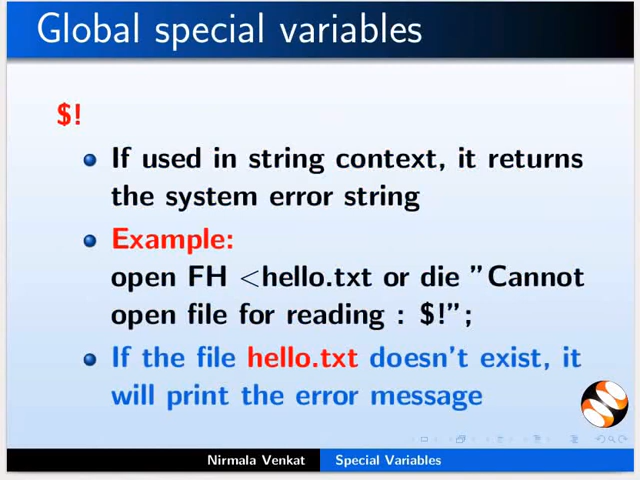 Global special variables
$!
If used in string context, it returns
the system error string
Example:
open FH <hello.txt or die ”Cannot
open file for reading : $!”;
If the file hello.txt doesn't exist, it
will print the error message
Nirmala Venkat Special Variables